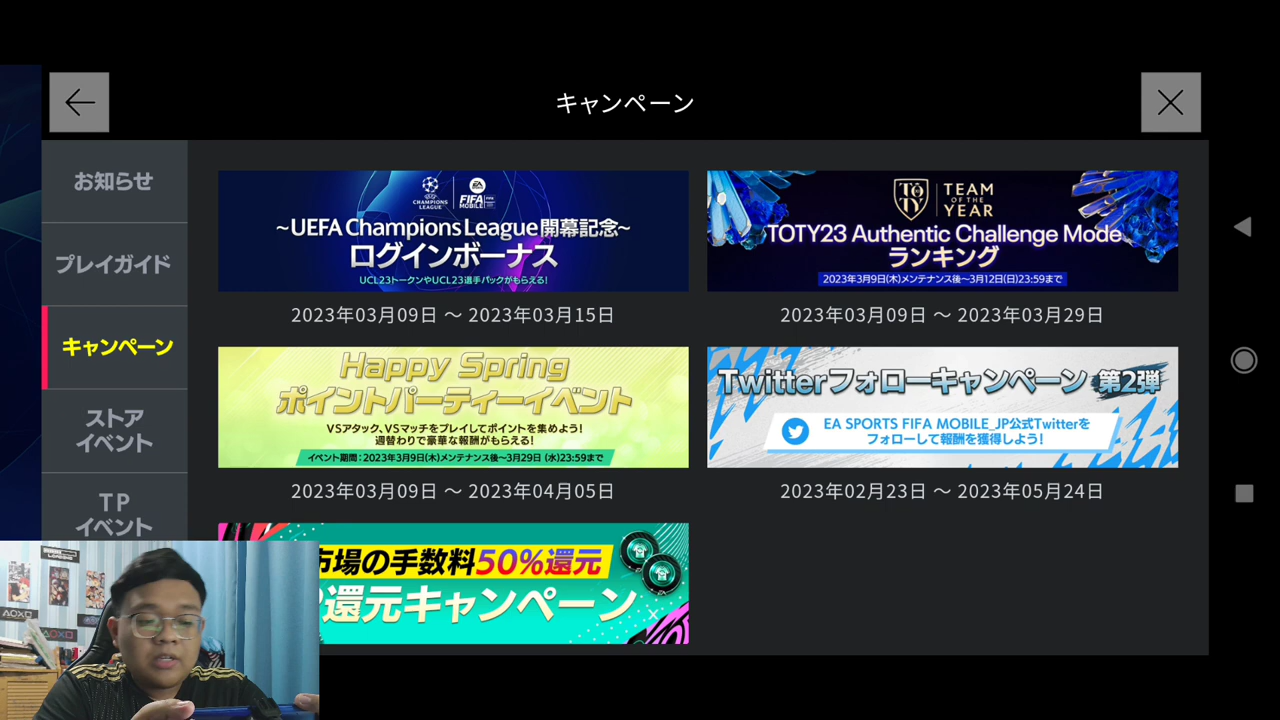 キャンペーン
お知らせ
プレイガイド
キャンペーン
ストア
イベント
TP
イベント
CHAMPIONS
LEAGUE
EA
FIFA
MOBILE
~UEFA Champions League開幕記念~
ログインボーナス
UCL23トークンやUCL23選手パックがもらえる!
2023年03月09日 ～ 2023年03月15日
TOTY
TEAM
OF THE
YEAR
TOTY23 Authentic Challenge Mode
ランキング
2023年3月9日(木)メンテナンス後~3月12日(日)23:59まで
2023年03月09日 ～ 2023年03月29日
Happy Spring
ポイントパーティーイベント
VSアタック、VSマッチをプレイしてポイントを集めよう!
週替わりで豪華な報酬がもらえる!
イベント期間：2023年3月9日(木)メンテナンス後~3月29日 (水)23:59まで
2023年03月09日 ～ 2023年04月05日
Twitterフォローキャンペーン 第2弾
EA SPORTS FIFA MOBILE_JP公式Twitterを
フォローして報酬を獲得しよう!
2023年02月23日 ～ 2023年05月24日
市場の手数料50%還元
還元キャンペーン